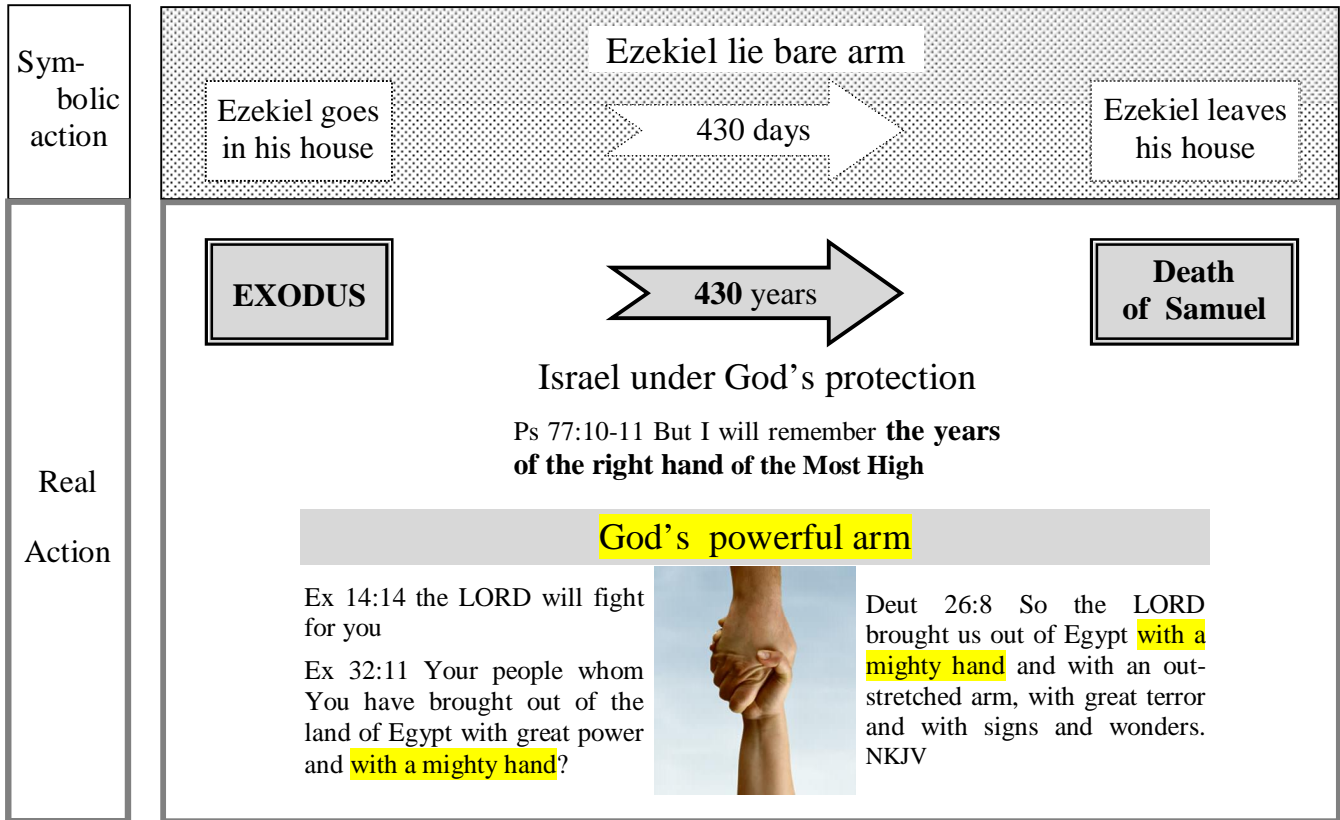 Sym-
bolic
action
Ezekiel lie bare arm
Ezekiel goes
in his house
430 days
Ezekiel leaves
his house
Real
Action
EXODUS
430 years
Death
of Samuel
Israel under God’s protection
Ps 77:10-11 But I will remember the years
of the right hand of the Most High
God’s powerful arm
Ex 14:14 the LORD will fight
for you
Ex 32:11 Your people whom
You have brought out of the
land of Egypt with great power
and with a mighty hand?
Deut 26:8 So the LORD
brought us out of Egypt with a
mighty hand and with an out-
stretched arm, with great terror
and with signs and wonders.
NKJV